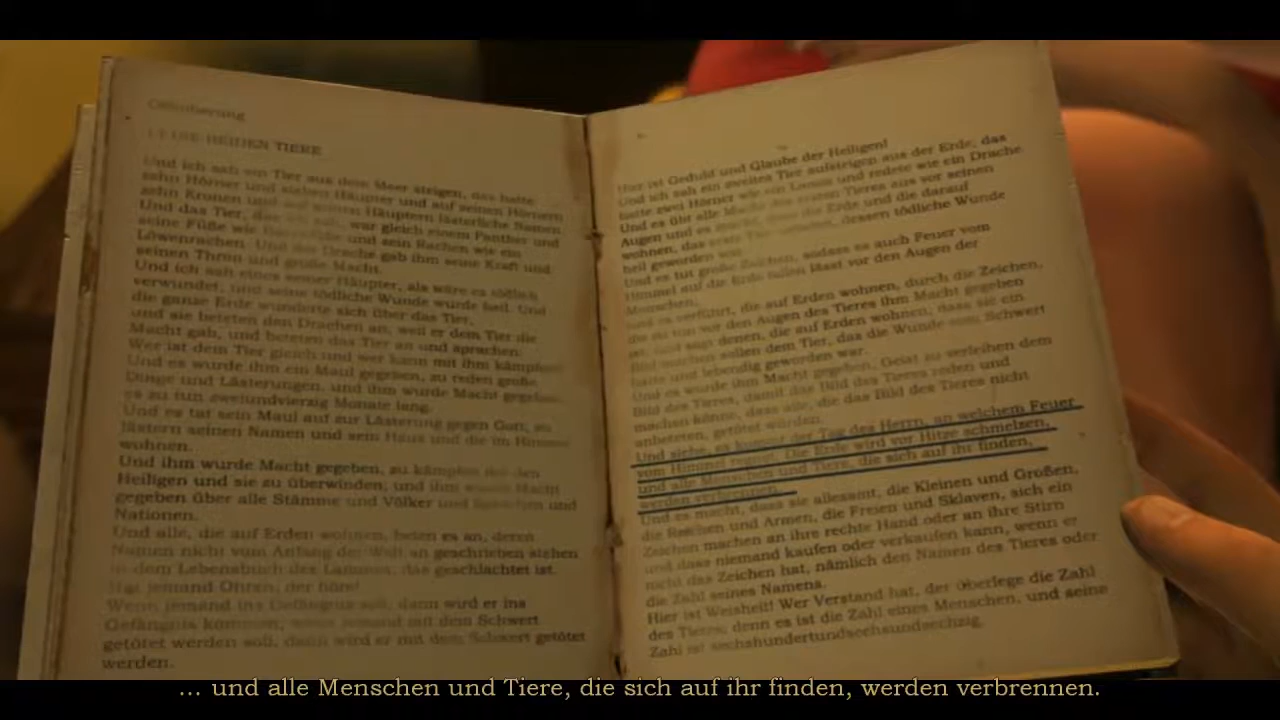 Offenbarung
DIE BEIDEN TIERE
Und ich sah ein Tier aus dem Meer steigen, das hatte
zehn Hörner und sieben Häupter und auf seinen Hörnern
zehn Kronen und auf seinen Häuptern lästerliche Namen.
Und das Tier, das ich sah, war gleich einem Panther und
seine Füße wie und sein Rachen wie ein
Löwenrachen. Und der Drache gab ihm seine Kraft und
seinen Thron und große Macht.
Und ich sah eines seiner Häupter, als wäre es tödlich
verwundet, und seine tödliche Wunde wurde heil. Und
die ganze Erde wunderte sich über das Tier,
und sie beteten den Drachen an, weil er dem Tier die
Macht gab, und beteten das Tier an und sprachen:
Wer ist dem Tier gleich und wer kann mit ihm kämpfen
Und es wurde ihm ein Maul gegeben, zu reden große
Dinge und Lästerungen, und ihm wurde Macht gegeben,
es zu tun zweiundvierzig Monate lang.
Und es tat sein Maul auf zur Lästerung gegen Gott, zu
lästern seinen Namen und sein Haus und die im Himmel
wohnen.
Und ihm wurde Macht gegeben, zu kämpfen mit den
Heiligen und sie zu überwinden; und ihm wurde Macht
gegeben über alle Stämme und Völker und Sprachen und
Nationen.
Und alle, die auf Erden wohnen, beten es an, deren
Namen nicht vom Anfang der Welt an geschrieben stehen
in dem Lebensbuch des Lammes, das geschlachtet ist.
Hat jemand Ohren, der höre!
Wenn jemand ins Gefängnis soll, dann wird er ins
Gefängnis kommen; wenn jemand mit dem Schwert
getötet werden soll, dann wird er mit dem Schwert getötet
werden.
Hier ist Geduld und Glaube der Heiligen!
Und ich sah ein zweites Tier aufsteigen aus der Erde, das
hatte zwei Hörner wie ein Lamm und redete wie ein Drache
Und es übt alle Macht des ersten Tieres aus vor seinen
Augen und es macht, dass die Erde und die darauf
wohnen, das erste Tier anbeten, dessen tödliche Wunde
heil geworden war.
Und es tut große Zeichen, sodass es auch Feuer vom
Himmel auf die Erde fallen lässt vor den Augen der
Menschen;
und es verführt, die auf Erden wohnen, durch die Zeichen,
die zu tun vor den Augen des Tieres ihm Macht gegeben
ist; und sagt denen, die auf Erden wohnen, dass sie ein
Bild machen sollen dem Tier, das die Wunde vom Schwert
hatte und lebendig geworden war.
Und es wurde ihm Macht gegeben, Geist zu verleihen dem
Bild des Tieres, damit das Bild des Tieres reden und
machen könne, dass alle, die das Bild des Tieres nicht
anbeteten, getötet würden.
Und siehe, es kommt der Tag des Herrn, an welchem Feuer
vom Himmel regnet. Die Erde wird vor Hitze schmelzen,
und alle Menschen und Tiere, die sich auf ihr finden,
werden verbrennen.
Und es macht, dass sie allesamt, die Kleinen und Großen,
die Reichen und Armen, die Freien und Sklaven, sich ein
Zeichen machen an ihre rechte Hand oder an ihre Stirn
und dass niemand kaufen oder verkaufen kann, wenn er
nicht das Zeichen hat, nämlich den Namen des Tieres oder
die Zahl seines Namens.
Hier ist Weisheit! Wer Verstand hat, der überlege die Zahl
des Tieres; denn es ist die Zahl eines Menschen, und seine
Zahl ist sechshundertundsechsundsechzig.
... und alle Menschen und Tiere, die sich auf ihr finden, werden verbrennen.